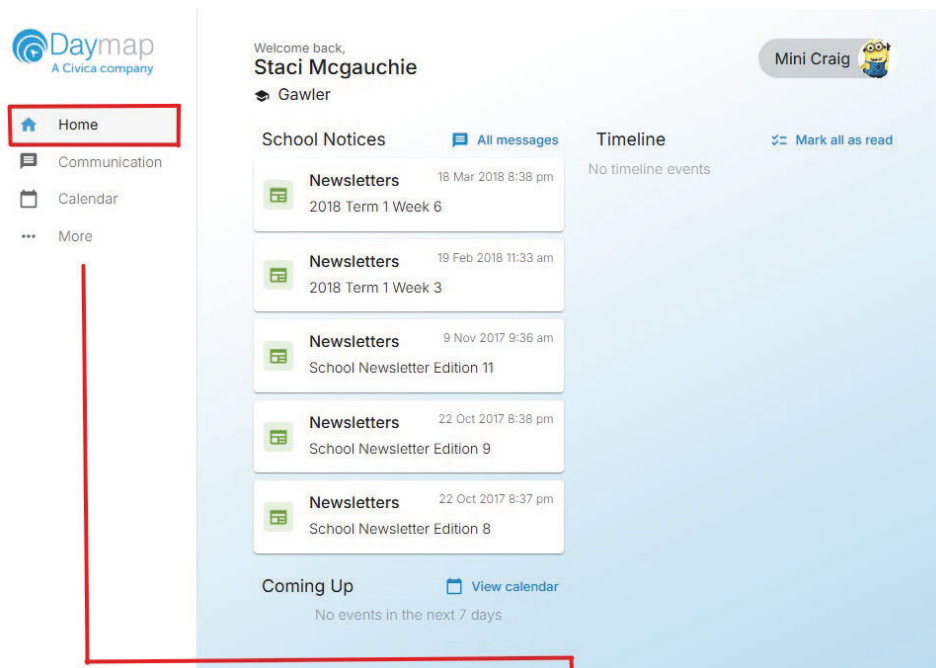 Daymap
A Civica company
Home
Communication
Calendar
More
Welcome back,
Staci Mcgauchie
Gawler
Mini Craig
School Notices
All messages
Newsletters
18 Mar 2018 8:38 pm
2018 Term 1 Week 6
Newsletters
19 Feb 2018 11:33 am
2018 Term 1 Week 3
Newsletters
9 Nov 2017 9:36 am
School Newsletter Edition 11
Newsletters
22 Oct 2017 8:38 pm
School Newsletter Edition 9
Newsletters
22 Oct 2017 8:37 pm
School Newsletter Edition 8
Coming Up
View calendar
No events in the next 7 days
Timeline
Mark all as read
No timeline events